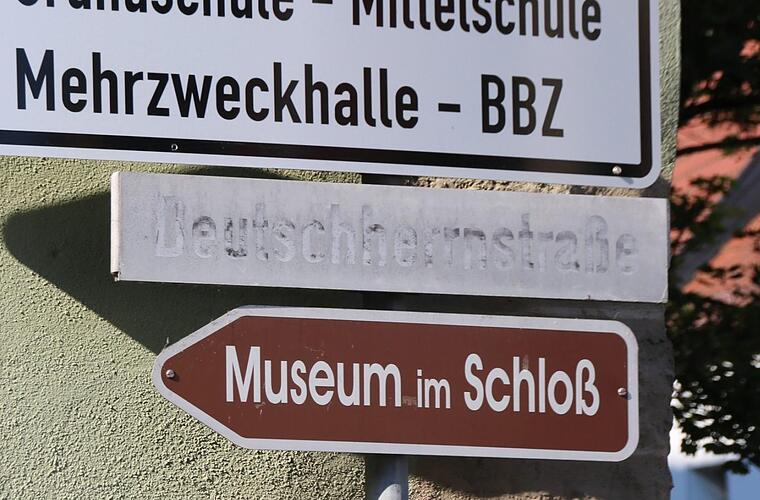 Grundschule – Mittelschule
Mehrzweckhalle – BBZ
Deutschherrnstraße
Museum im Schloß